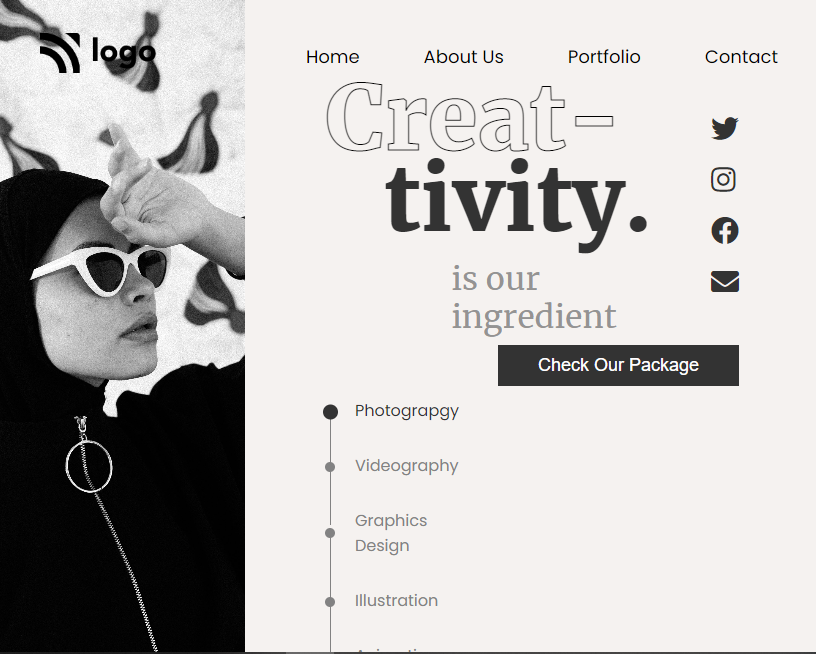 logo
Home About Us Portfolio Contact
Creat-
tivity.
is our
ingredient
Check Our Package
Photograpgy
Videography
Graphics
Design
Illustration